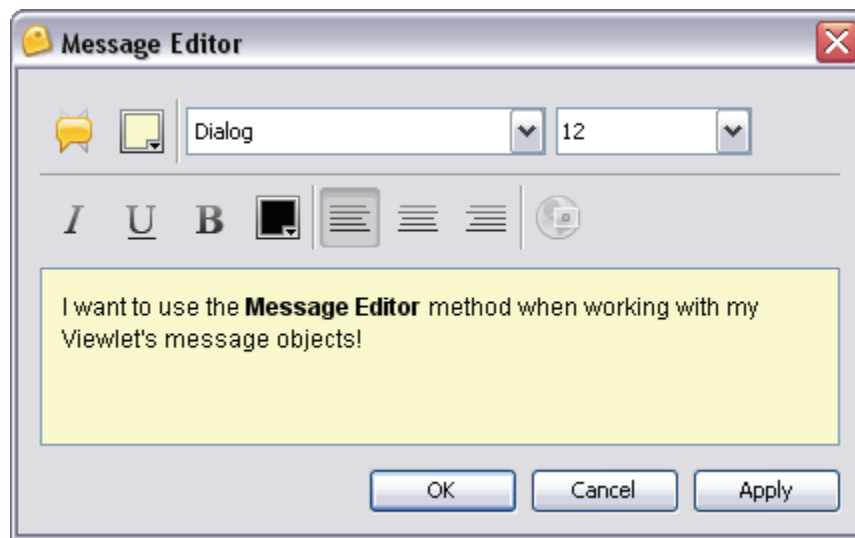 Message Editor
Dialog 12
I U B
I want to use the Message Editor method when working with my
Viewlet's message objects!
OK Cancel Apply